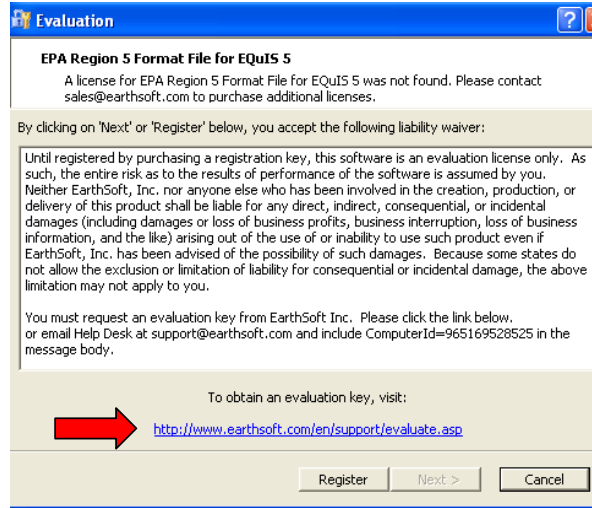 Evaluation
?
EPA Region 5 Format File for EQuIS 5
A license for EPA Region 5 Format File for EQuIS 5 was not found. Please contact
sales@earthsoft.com to purchase additional licenses.
By clicking on 'Next' or 'Register' below, you accept the following liability waiver:
Until registered by purchasing a registration key, this software is an evaluation license only. As
such, the entire risk as to the results of performance of the software is assumed by you.
Neither EarthSoft, Inc. nor anyone else who has been involved in the creation, production, or
delivery of this product shall be liable for any direct, indirect, consequential, or incidental
damages (including damages or loss of business profits, business interruption, loss of business
information, and the like) arising out of the use of or inability to use such product even if
EarthSoft, Inc. has been advised of the possibility of such damages. Because some states do
not allow the exclusion or limitation of liability for consequential or incidental damage, the above
limitation may not apply to you.
You must request an evaluation key from EarthSoft Inc. Please click the link below.
or email Help Desk at support@earthsoft.com and include ComputerId=965169528525 in the
message body.
To obtain an evaluation key, visit:
http://www.earthsoft.com/en/support/evaluate.asp
Register Next > Cancel